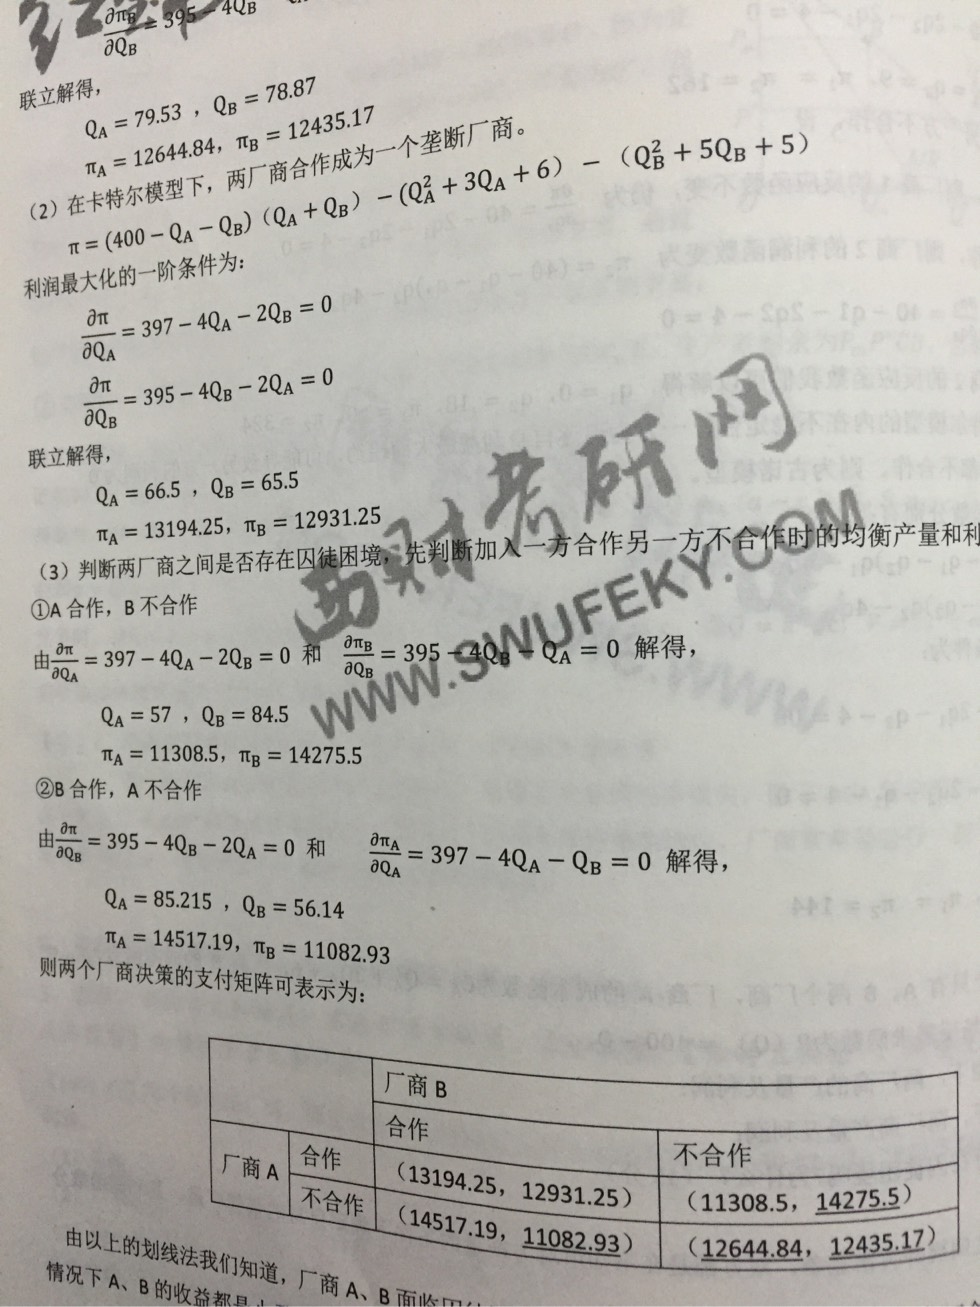 ∂π_B/∂Q_B = 395 − 4Q_B
联立解得，
Q_A = 79.53 ，Q_B = 78.87
π_A = 12644.84，π_B = 12435.17
（2）在卡特尔模型下，两厂商合作成为一个垄断厂商。
π = (400 − Q_A − Q_B)（Q_A + Q_B）− (Q_A² + 3Q_A + 6) − （Q_B² + 5Q_B + 5）
利润最大化的一阶条件为：
∂π/∂Q_A = 397 − 4Q_A − 2Q_B = 0
∂π/∂Q_B = 395 − 4Q_B − 2Q_A = 0
联立解得，
Q_A = 66.5 ，Q_B = 65.5
π_A = 13194.25，π_B = 12931.25
（3）判断两厂商之间是否存在囚徒困境，先判断加入一方合作另一方不合作时的均衡产量和利
①A 合作，B 不合作
由 ∂π/∂Q_A = 397 − 4Q_A − 2Q_B = 0 和 ∂π_B/∂Q_B = 395 − 4Q_B − Q_A = 0 解得，
Q_A = 57 ，Q_B = 84.5
π_A = 11308.5，π_B = 14275.5
②B 合作，A 不合作
由 ∂π/∂Q_B = 395 − 4Q_B − 2Q_A = 0 和 ∂π_A/∂Q_A = 397 − 4Q_A − Q_B = 0 解得，
Q_A = 85.215 ，Q_B = 56.14
π_A = 14517.19，π_B = 11082.93
则两个厂商决策的支付矩阵可表示为：
厂商 B
合作 不合作
厂商 A 合作 （13194.25，12931.25） （11308.5，14275.5）
不合作 （14517.19，11082.93） （12644.84，12435.17）
由以上的划线法我们知道，厂商 A、B 面临囚
情况下 A、B 的收益都
西财考研网
WWW.SWUFEKY.COM